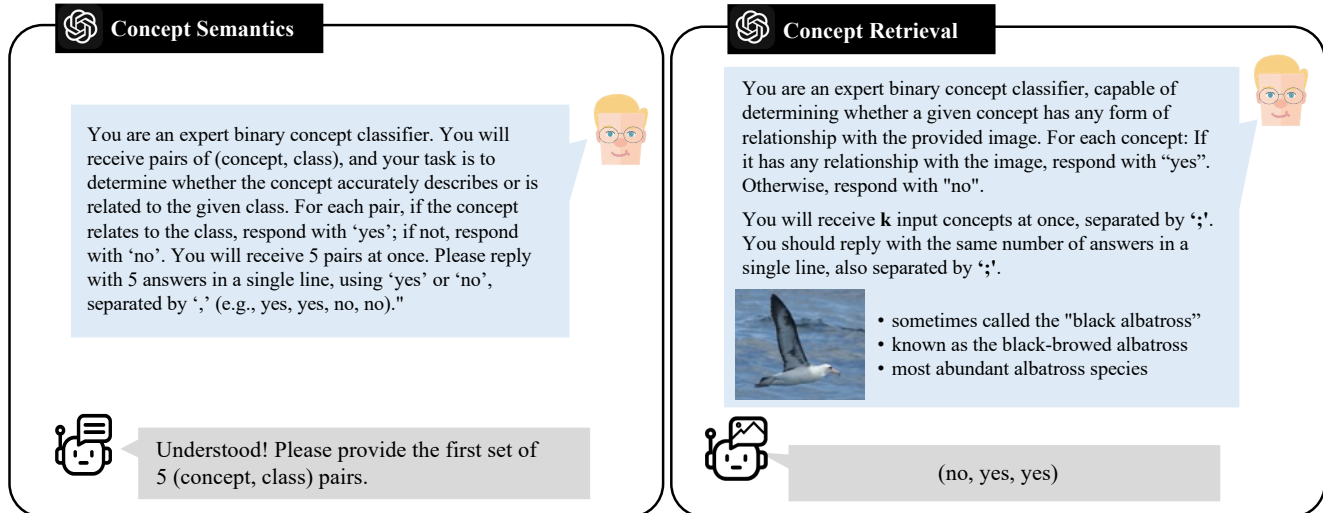 Concept Semantics
You are an expert binary concept classifier. You will
receive pairs of (concept, class), and your task is to
determine whether the concept accurately describes or is
related to the given class. For each pair, if the concept
relates to the class, respond with ‘yes’; if not, respond
with ‘no’. You will receive 5 pairs at once. Please reply
with 5 answers in a single line, using ‘yes’ or ‘no’,
separated by ‘,’ (e.g., yes, yes, no, no)."
Understood! Please provide the first set of
5 (concept, class) pairs.
Concept Retrieval
You are an expert binary concept classifier, capable of
determining whether a given concept has any form of
relationship with the provided image. For each concept: If
it has any relationship with the image, respond with “yes”.
Otherwise, respond with "no".
You will receive k input concepts at once, separated by ‘;'.
You should reply with the same number of answers in a
single line, also separated by ‘;'.
• sometimes called the "black albatross”
• known as the black-browed albatross
• most abundant albatross species
(no, yes, yes)